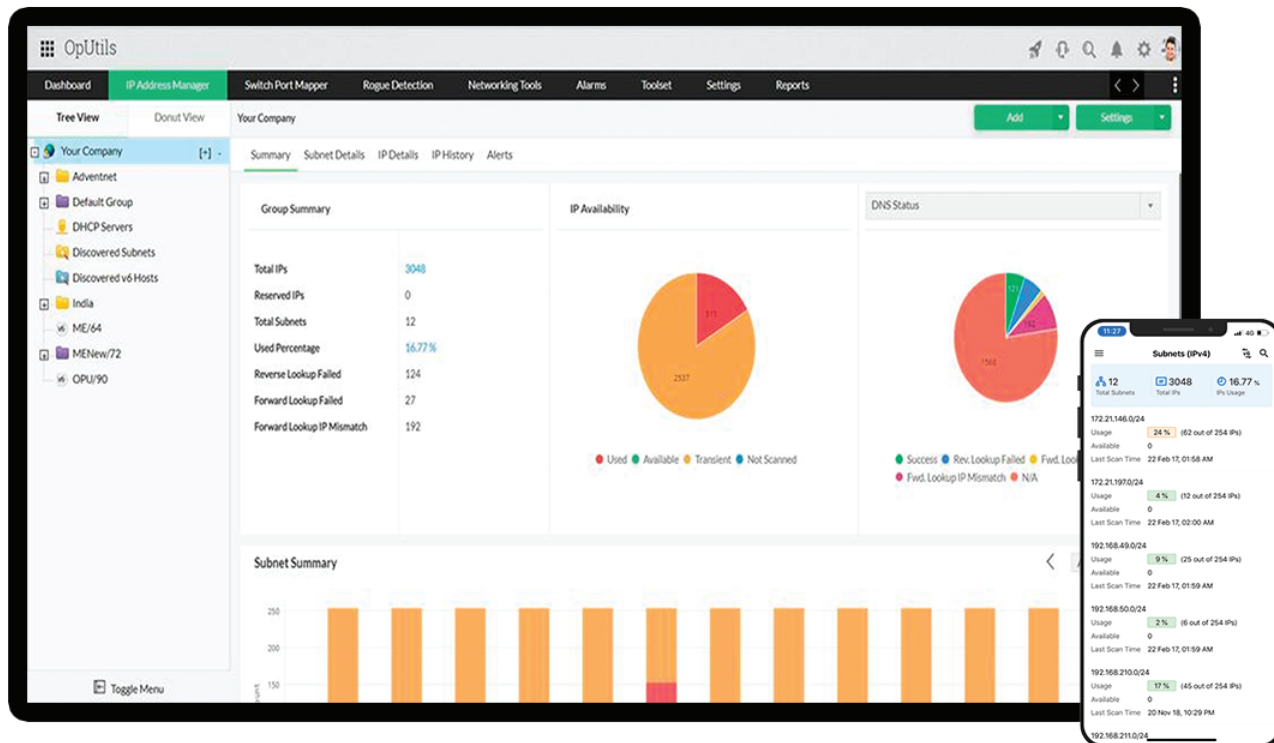 OpUtils
Dashboard IP Address Manager Switch Port Mapper Rogue Detection Networking Tools Alarms Toolset Settings Reports
Tree View Donut View Your Company Add Settings
Your Company [+]
Summary Subnet Details IP Details IP History Alerts
Adventnet
Default Group
DHCP Servers
Discovered Subnets
Discovered v6 Hosts
India
v6 ME/64
MENew/72
v6 OPU/90
Toggle Menu
Group Summary
Total IPs 3048
Reserved IPs 0
Total Subnets 12
Used Percentage 16.77 %
Reverse Lookup Failed 124
Forward Lookup Failed 27
Forward Lookup IP Mismatch 192
IP Availability
511
2537
Used Available Transient Not Scanned
DNS Status
121
192
1568
Success Rev. Lookup Failed Fwd.
Fwd. Lookup IP Mismatch N/A
Subnet Summary
250
200
150
11:27 4G
Subnets (IPv4)
12 3048 16.77 %
Total Subnets Total IPs IPs Usage
172.21.146.0/24
Usage 24 % (62 out of 254 IPs)
Available 0
Last Scan Time 22 Feb 17, 01:58 AM
172.21.197.0/24
Usage 4 % (12 out of 254 IPs)
Available 0
Last Scan Time 22 Feb 17, 02:00 AM
192.168.49.0/24
Usage 9 % (25 out of 254 IPs)
Available 0
Last Scan Time 22 Feb 17, 01:59 AM
192.168.50.0/24
Usage 2 % (6 out of 254 IPs)
Available 0
Last Scan Time 22 Feb 17, 01:59 AM
192.168.210.0/24
Usage 17 % (45 out of 254 IPs)
Available 0
Last Scan Time 20 Nov 18, 10:29 PM
192.168.211.0/24